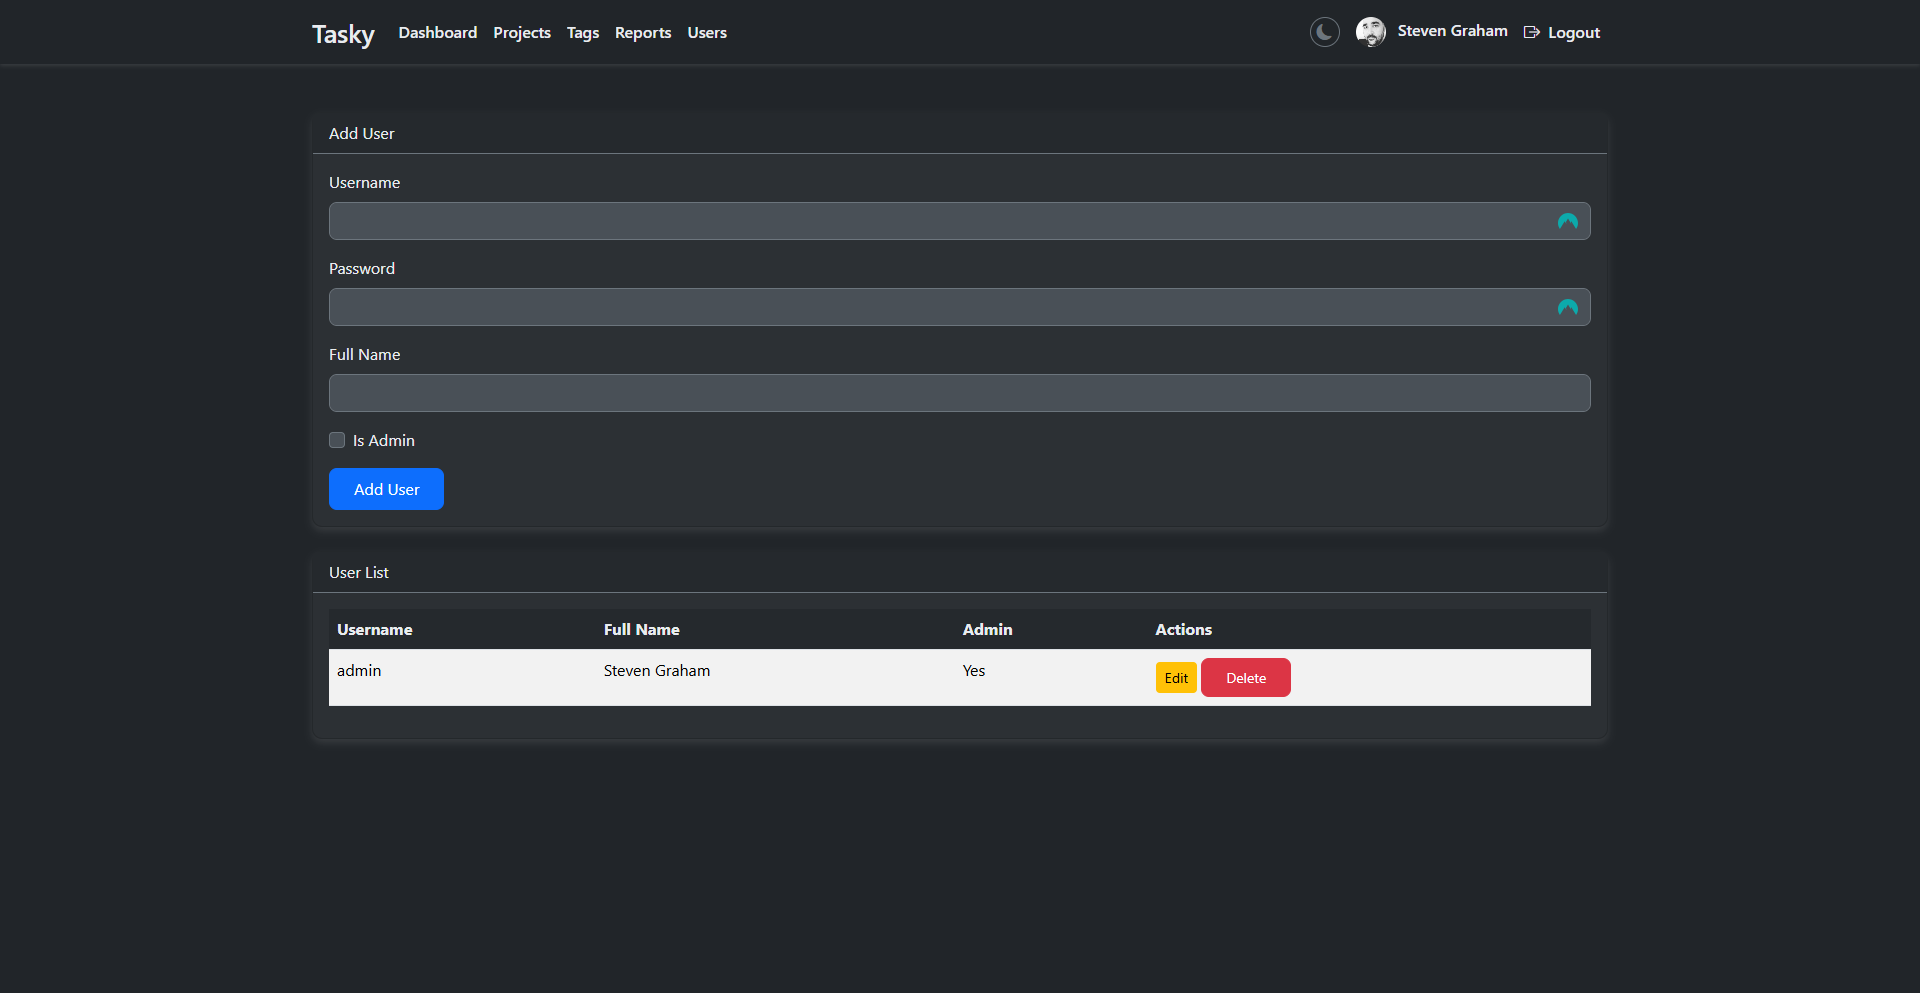 Tasky Dashboard Projects Tags Reports Users Steven Graham Logout
Add User
Username
Password
Full Name
Is Admin
Add User
User List
Username Full Name Admin Actions
admin Steven Graham Yes Edit Delete